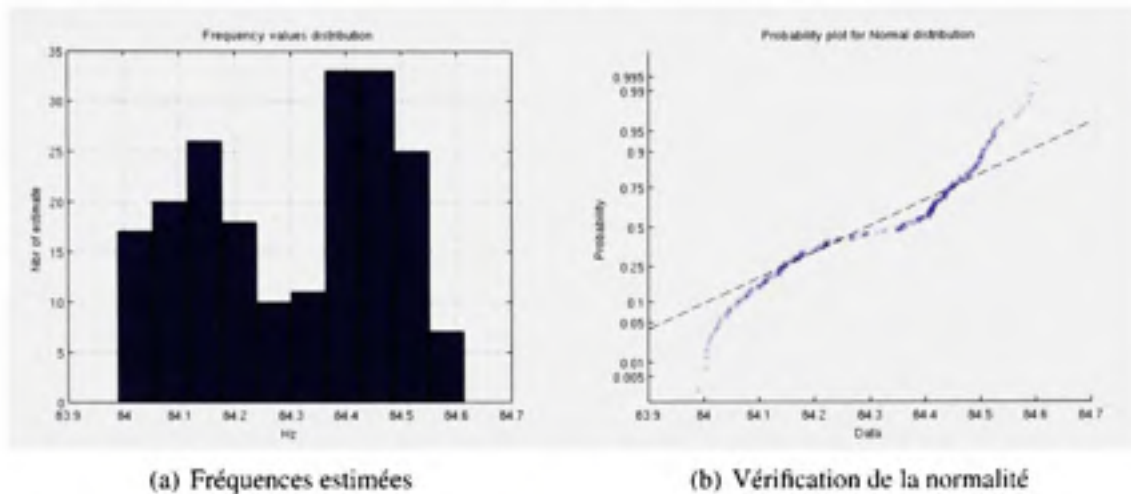 Frequency values distribution
35
30
25
20
15
10
5
0
Nbr of estimate
83.9 84 84.1 84.2 84.3 84.4 84.5 84.6 84.7
Hz
(a) Fréquences estimées
Probability plot for Normal distribution
0.995
0.99
0.95
0.9
0.75
0.5
0.25
0.1
0.05
0.01
0.005
Probability
83.9 84 84.1 84.2 84.3 84.4 84.5 84.6 84.7
Data
(b) Vérification de la normalité